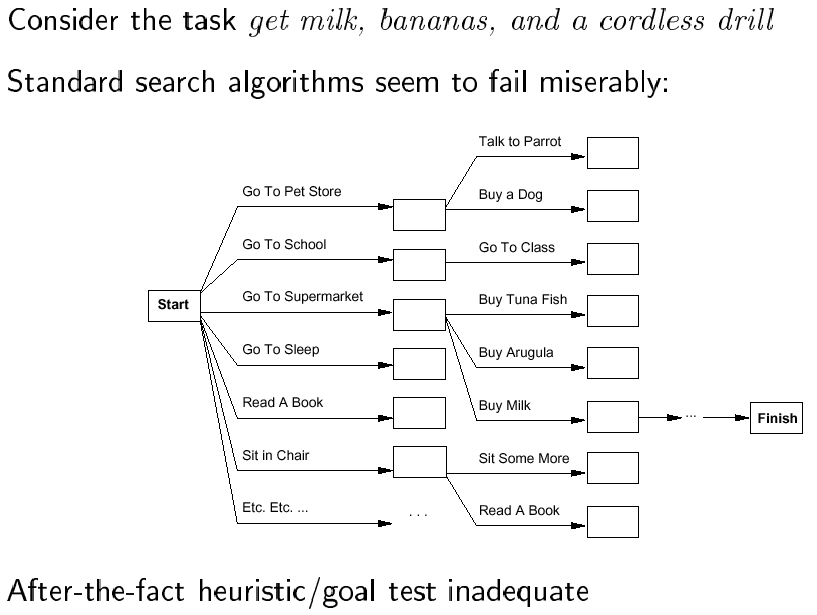 Consider the task get milk, bananas, and a cordless drill
Standard search algorithms seem to fail miserably:
Talk to Parrot
Go To Pet Store
Buy a Dog
Go To School
Go To Class
Go To Supermarket
Buy Tuna Fish
Start
Go To Sleep
Buy Arugula
Read A Book
Buy Milk
...
Finish
Sit in Chair
Sit Some More
Etc. Etc. ...
...
Read A Book
After-the-fact heuristic/goal test inadequate